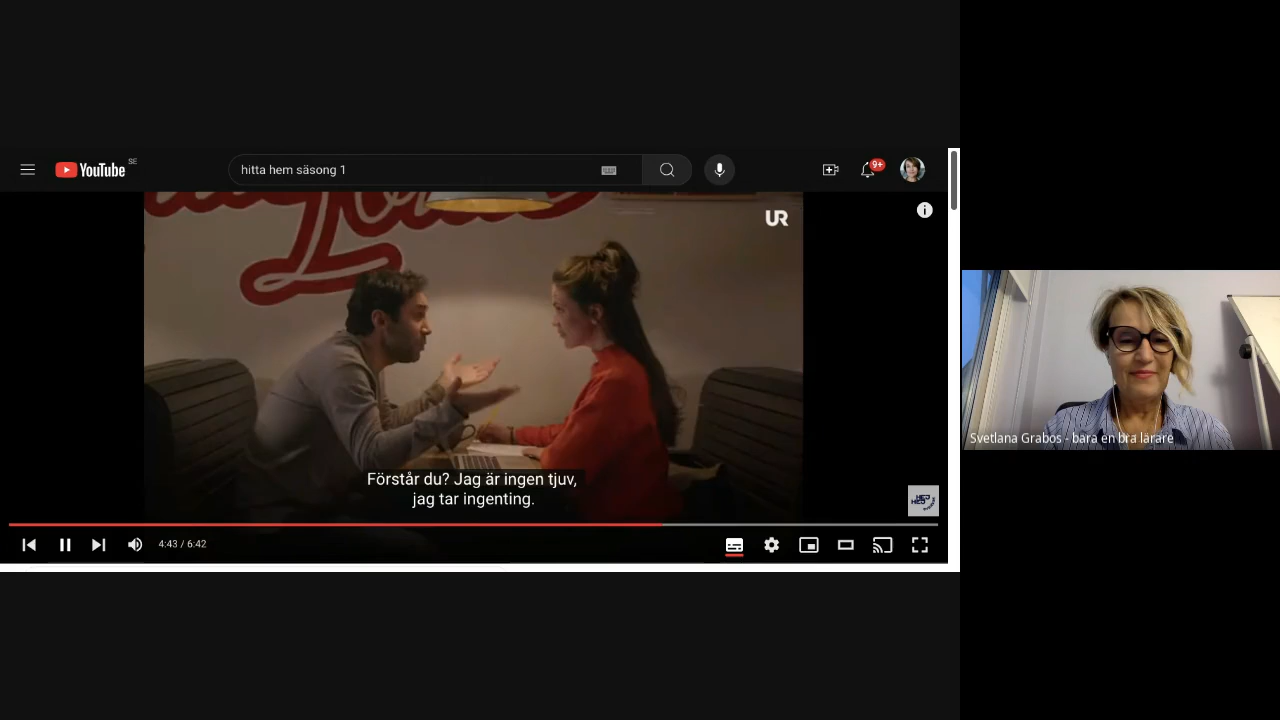 YouTube SE
hitta hem säsong 1
9+
UR
Förstår du? Jag är ingen tjuv,
jag tar ingenting.
4:43 / 6:42
Svetlana Grabos - bara en bra lärare